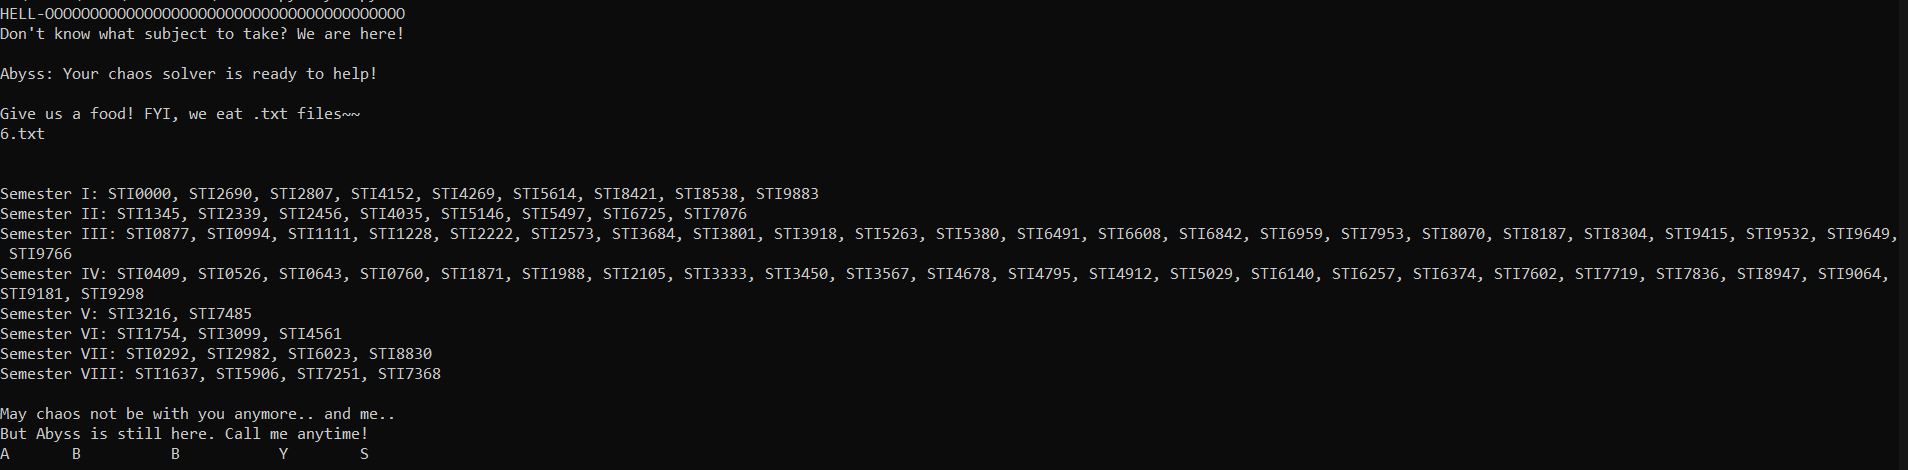 HELL-OOOOOOOOOOOOOOOOOOOOOOOOOOOOOOOOOOOOOOOO
Don't know what subject to take? We are here!
Abyss: Your chaos solver is ready to help!
Give us a food! FYI, we eat .txt files~~
6.txt
Semester I: STI0000, STI2690, STI2807, STI4152, STI4269, STI5614, STI8421, STI8538, STI9883
Semester II: STI1345, STI2339, STI2456, STI4035, STI5146, STI5497, STI6725, STI7076
Semester III: STI0877, STI0994, STI1111, STI1228, STI2222, STI2573, STI3684, STI3801, STI3918, STI5263, STI5380, STI6491, STI6608, STI6842, STI6959, STI7953, STI8070, STI8187, STI8304, STI9415, STI9532, STI9649,
STI9766
Semester IV: STI0409, STI0526, STI0643, STI0760, STI1871, STI1988, STI2105, STI3333, STI3450, STI3567, STI4678, STI4795, STI4912, STI5029, STI6140, STI6257, STI6374, STI7602, STI7719, STI7836, STI8947, STI9064,
STI9181, STI9298
Semester V: STI3216, STI7485
Semester VI: STI1754, STI3099, STI4561
Semester VII: STI0292, STI2982, STI6023, STI8830
Semester VIII: STI1637, STI5906, STI7251, STI7368
May chaos not be with you anymore.. and me..
But Abyss is still here. Call me anytime!
A B B Y S